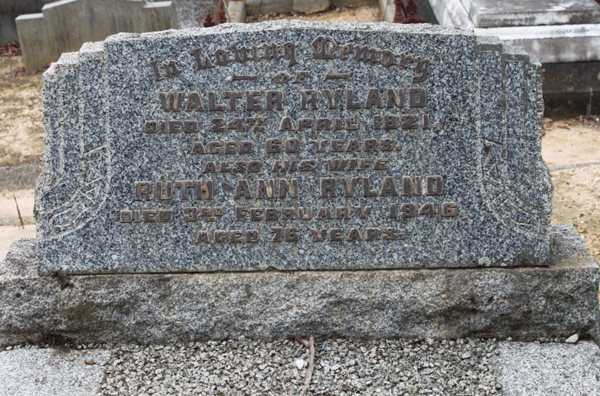 In Loving Memory
OF
WALTER RYLAND
DIED 24TH APRIL 1921.
AGED 60 YEARS.
ALSO HIS WIFE
RUTH ANN RYLAND
DIED 3RD FEBRUARY 1946.
AGED 76 YEARS.